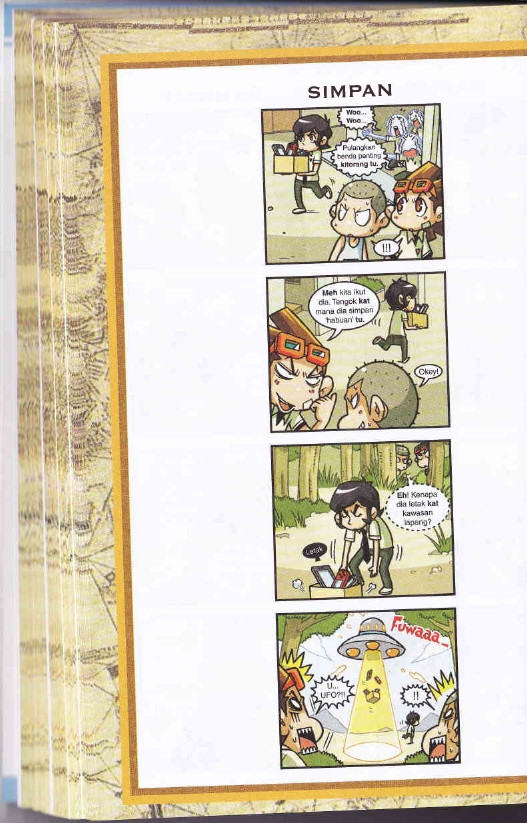 SIMPAN
Woo...
Woo...
Pulangkan
benda penting
kitorang tu.
!!!
Meh kita ikut
dia. Tengok kat
mana dia simpan
'habuan' tu.
Okey!
Eh! Kenapa
dia letak kat
kawasan
lapang?
Letak
Fuwaaa_
U...
UFO?!!
!!